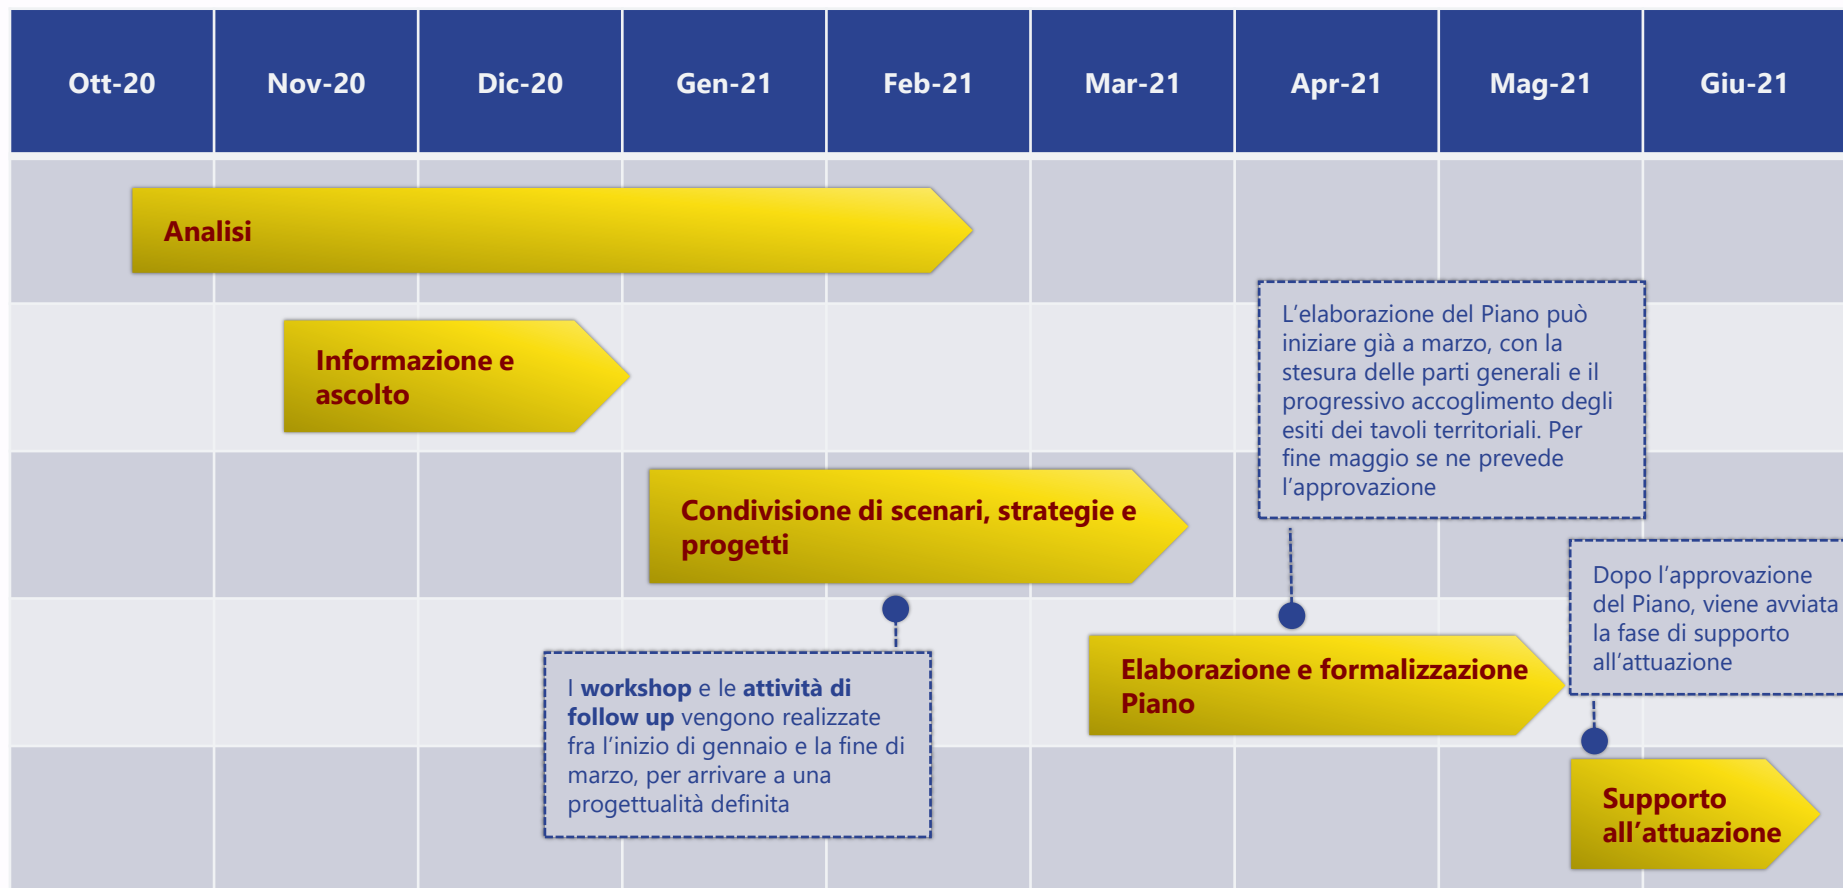 Ott-20
Nov-20
Dic-20
Gen-21
Feb-21
Mar-21
Apr-21
Mag-21
Giu-21
Analisi
Informazione e
ascolto
L’elaborazione del Piano può
iniziare già a marzo, con la
stesura delle parti generali e il
progressivo accoglimento degli
esiti dei tavoli territoriali. Per
fine maggio se ne prevede
l’approvazione
Condivisione di scenari, strategie e
progetti
Dopo l’approvazione
del Piano, viene avviata
la fase di supporto
all’attuazione
Elaborazione e formalizzazione
Piano
I workshop e le attività di
follow up vengono realizzate
fra l’inizio di gennaio e la fine di
marzo, per arrivare a una
progettualità definita
Supporto
all’attuazione